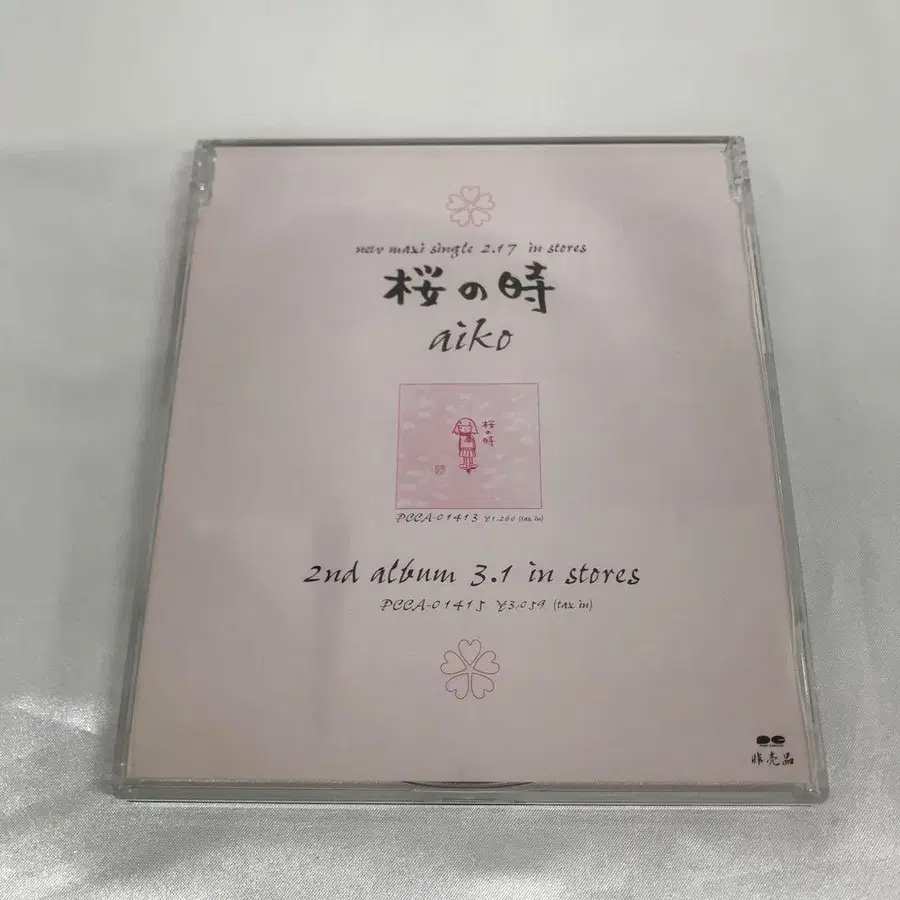 new maxi single 2.17 in stores
桜の時
aiko
桜の時
PCCA-01413 ¥1,260 (tax in)
2nd album 3.1 in stores
PCCA-01415 ¥3,059 (tax in)
非売品